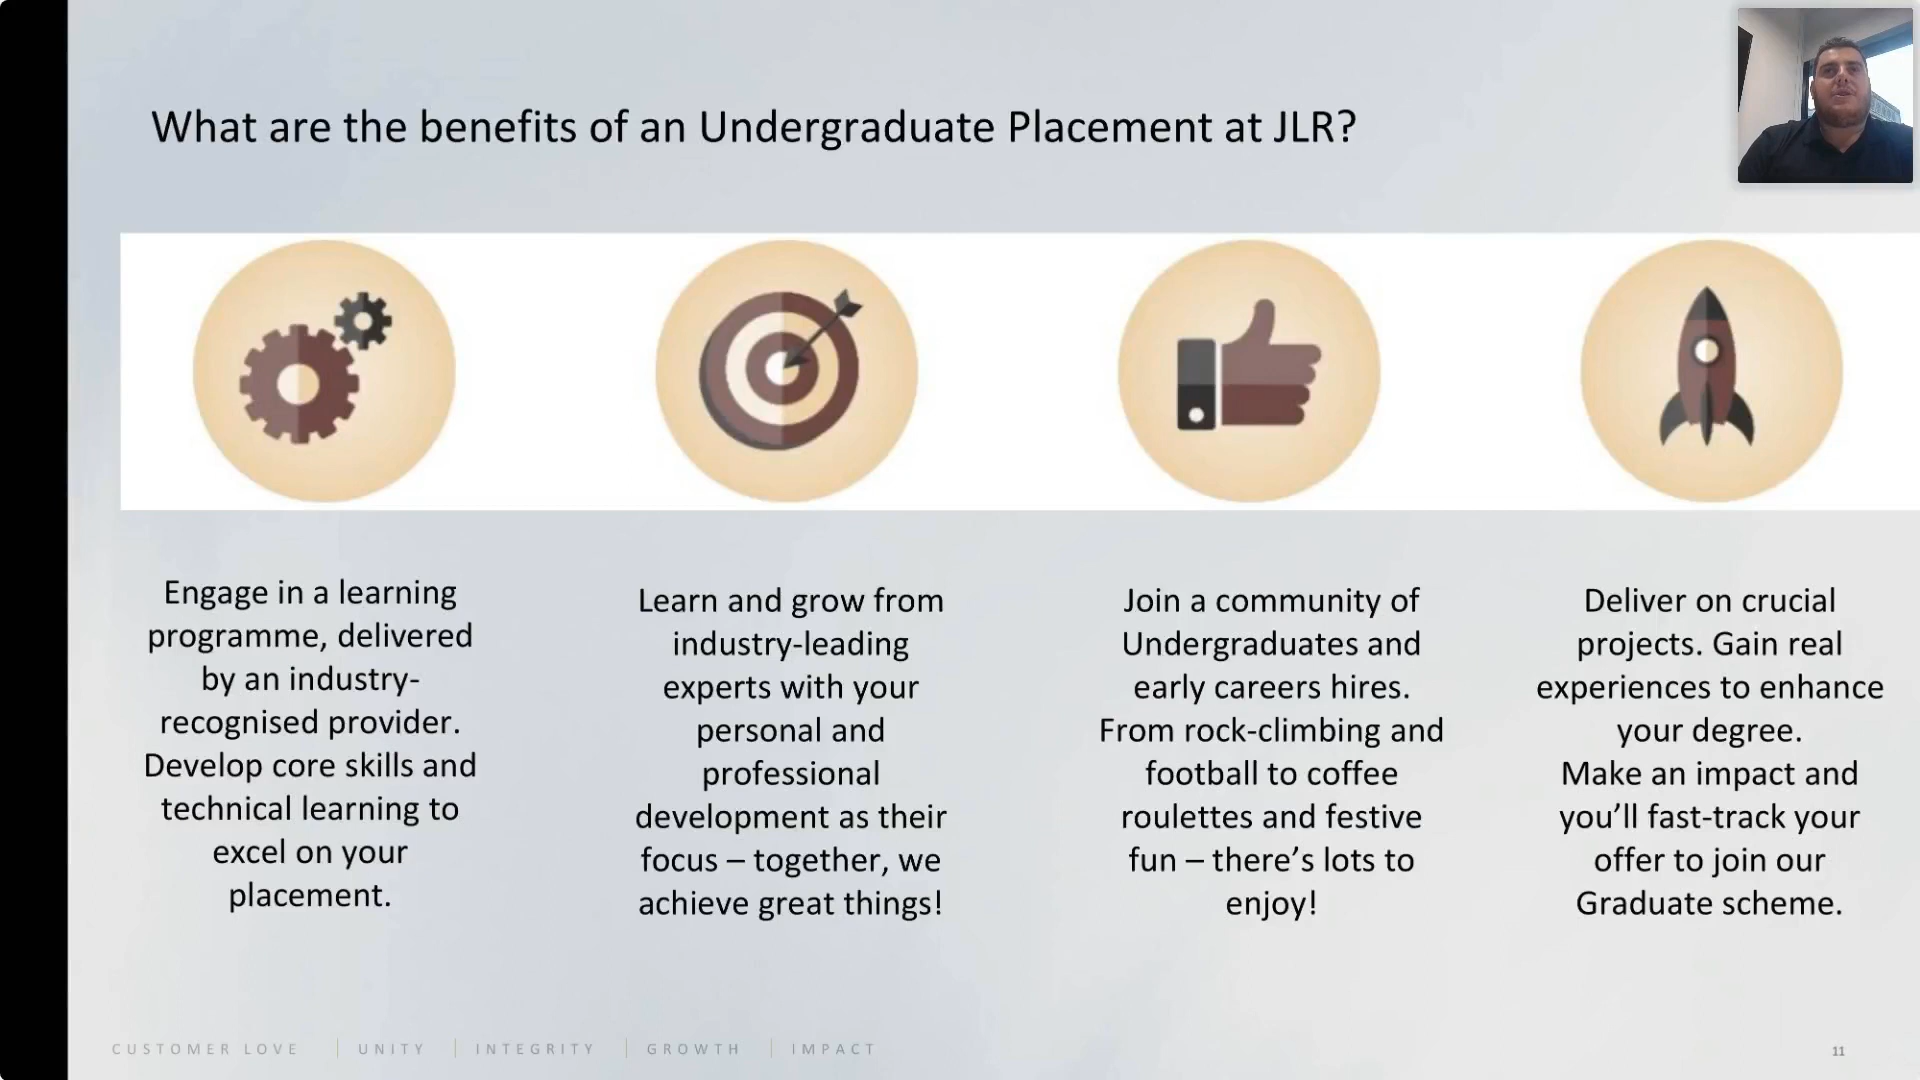 What are the benefits of an Undergraduate Placement at JLR?
Engage in a learning
programme, delivered
by an industry-
recognised provider.
Develop core skills and
technical learning to
excel on your
placement.
Learn and grow from
industry-leading
experts with your
personal and
professional
development as their
focus – together, we
achieve great things!
Join a community of
Undergraduates and
early careers hires.
From rock-climbing and
football to coffee
roulettes and festive
fun – there’s lots to
enjoy!
Deliver on crucial
projects. Gain real
experiences to enhance
your degree.
Make an impact and
you’ll fast-track your
offer to join our
Graduate scheme.
CUSTOMER LOVE | UNITY | INTEGRITY | GROWTH | IMPACT
11